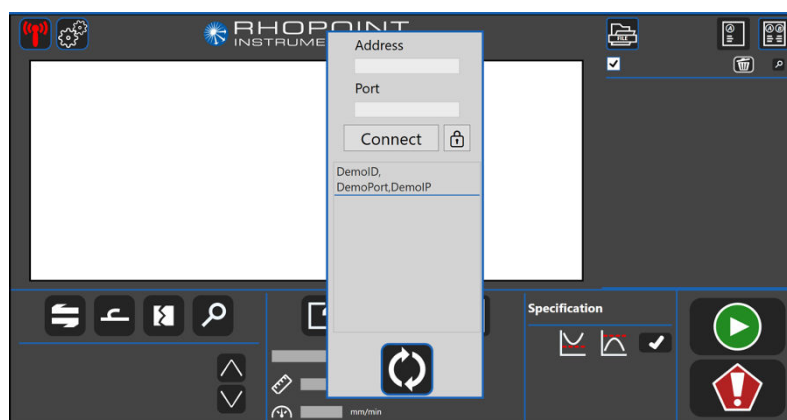 RHOPOINT
INSTRUME
Address
Port
Connect
DemoID,
DemoPort,DemoIP
FILE
Specification
mm/min